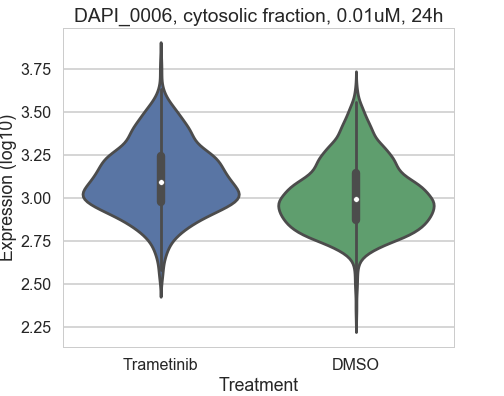 DAPI_0006, cytosolic fraction, 0.01uM, 24h
Expression (log10)
3.75
3.50
3.25
3.00
2.75
2.50
2.25
Trametinib
DMSO
Treatment